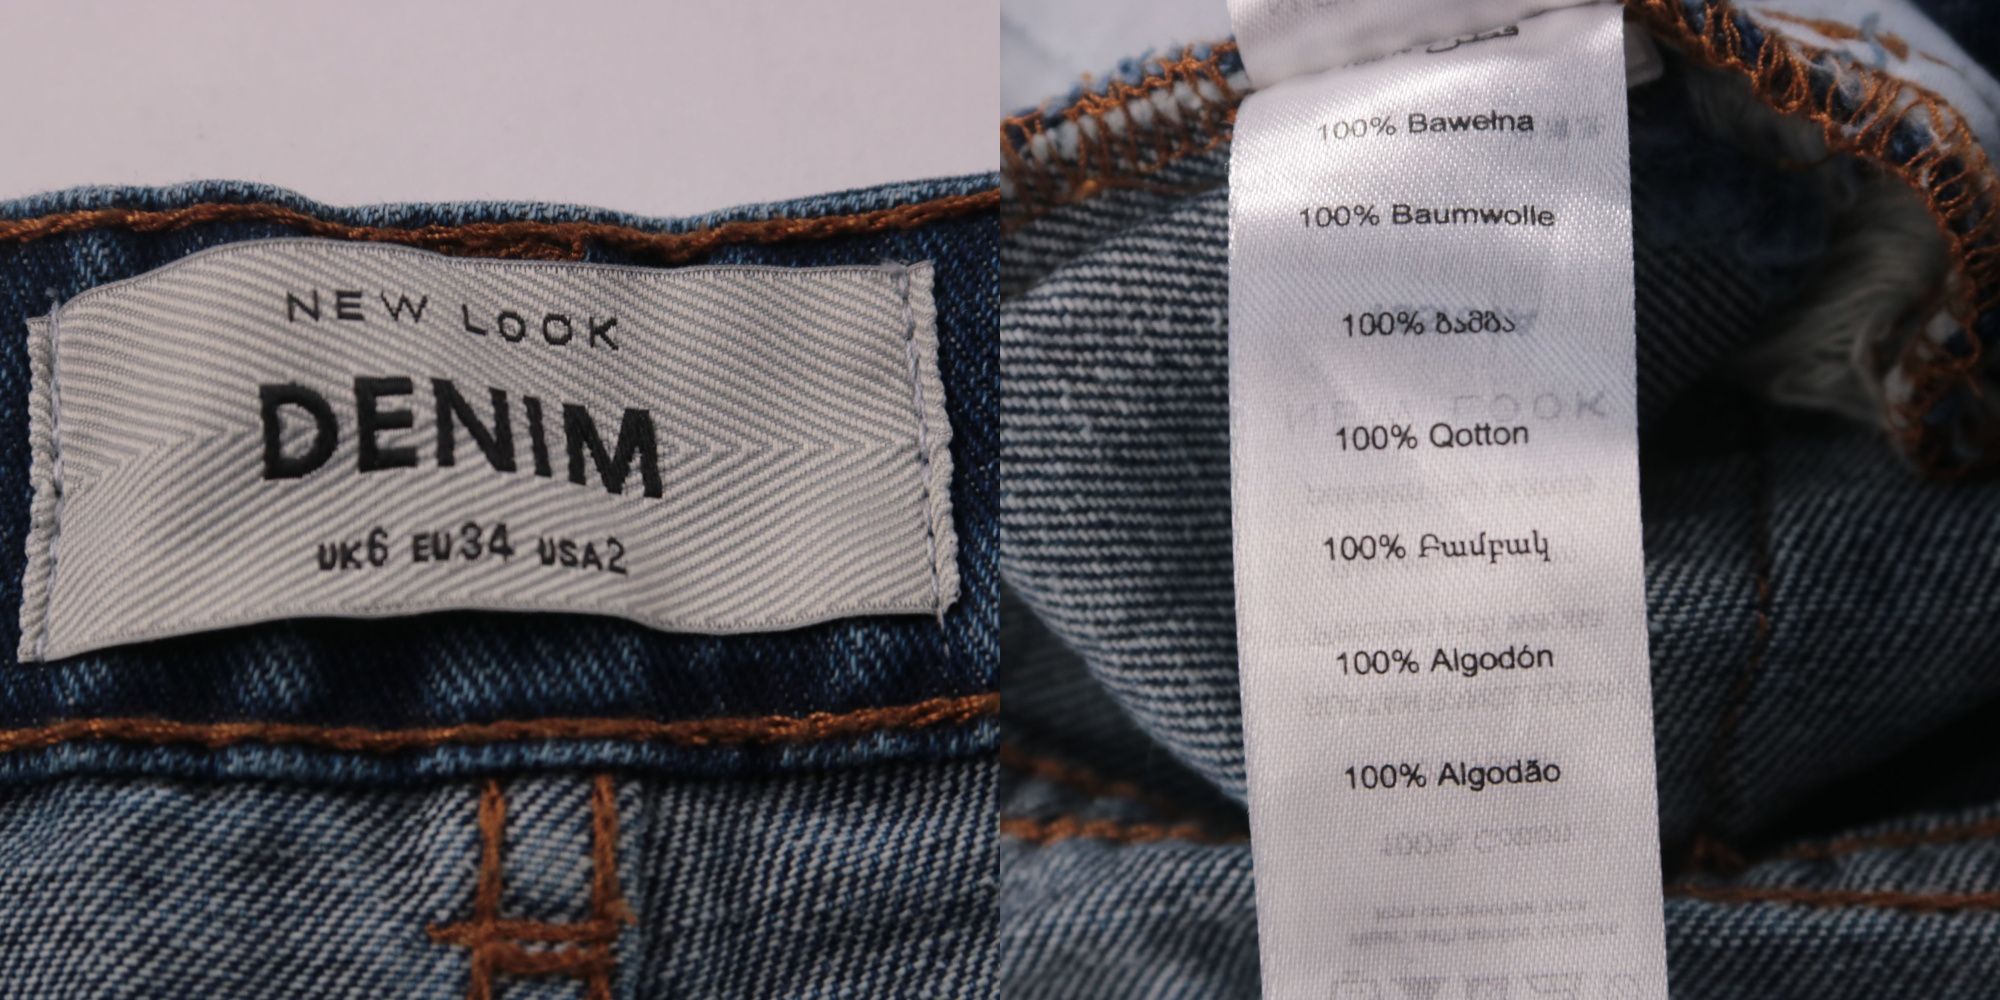 NEW LOOK
DENIM
UK6 EU34 USA2
100% Bawełna
100% Baumwolle
100% ბამბა
100% Qotton
100% Բամբակ
100% Algodón
100% Algodão